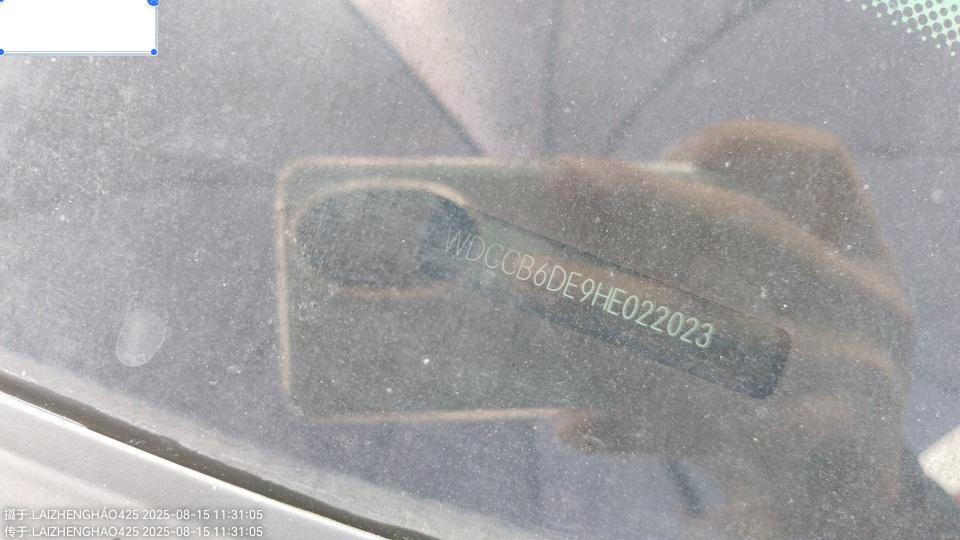 WDCCB6DE9HE022023
摄于:LAIZHENGHAO425 2025-08-15 11:31:05
传于:LAIZHENGHAO425 2025-08-15 11:31:05